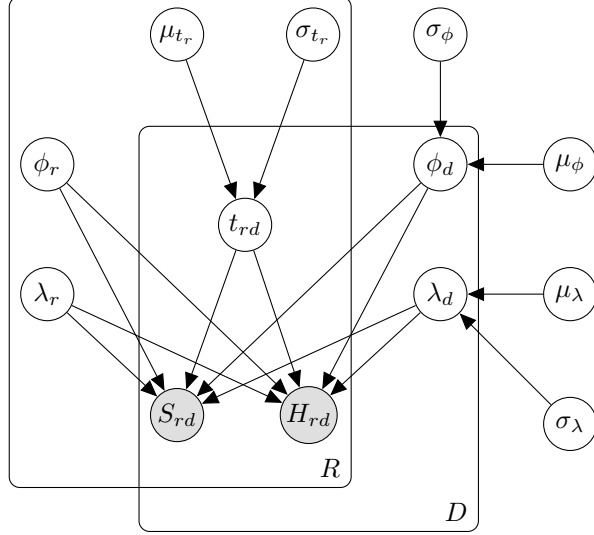 μ_{t_r} σ_{t_r} σ_φ
ϕ_r ϕ_d μ_ϕ
t_{rd}
λ_r λ_d μ_λ
S_{rd} H_{rd} σ_λ
R
D